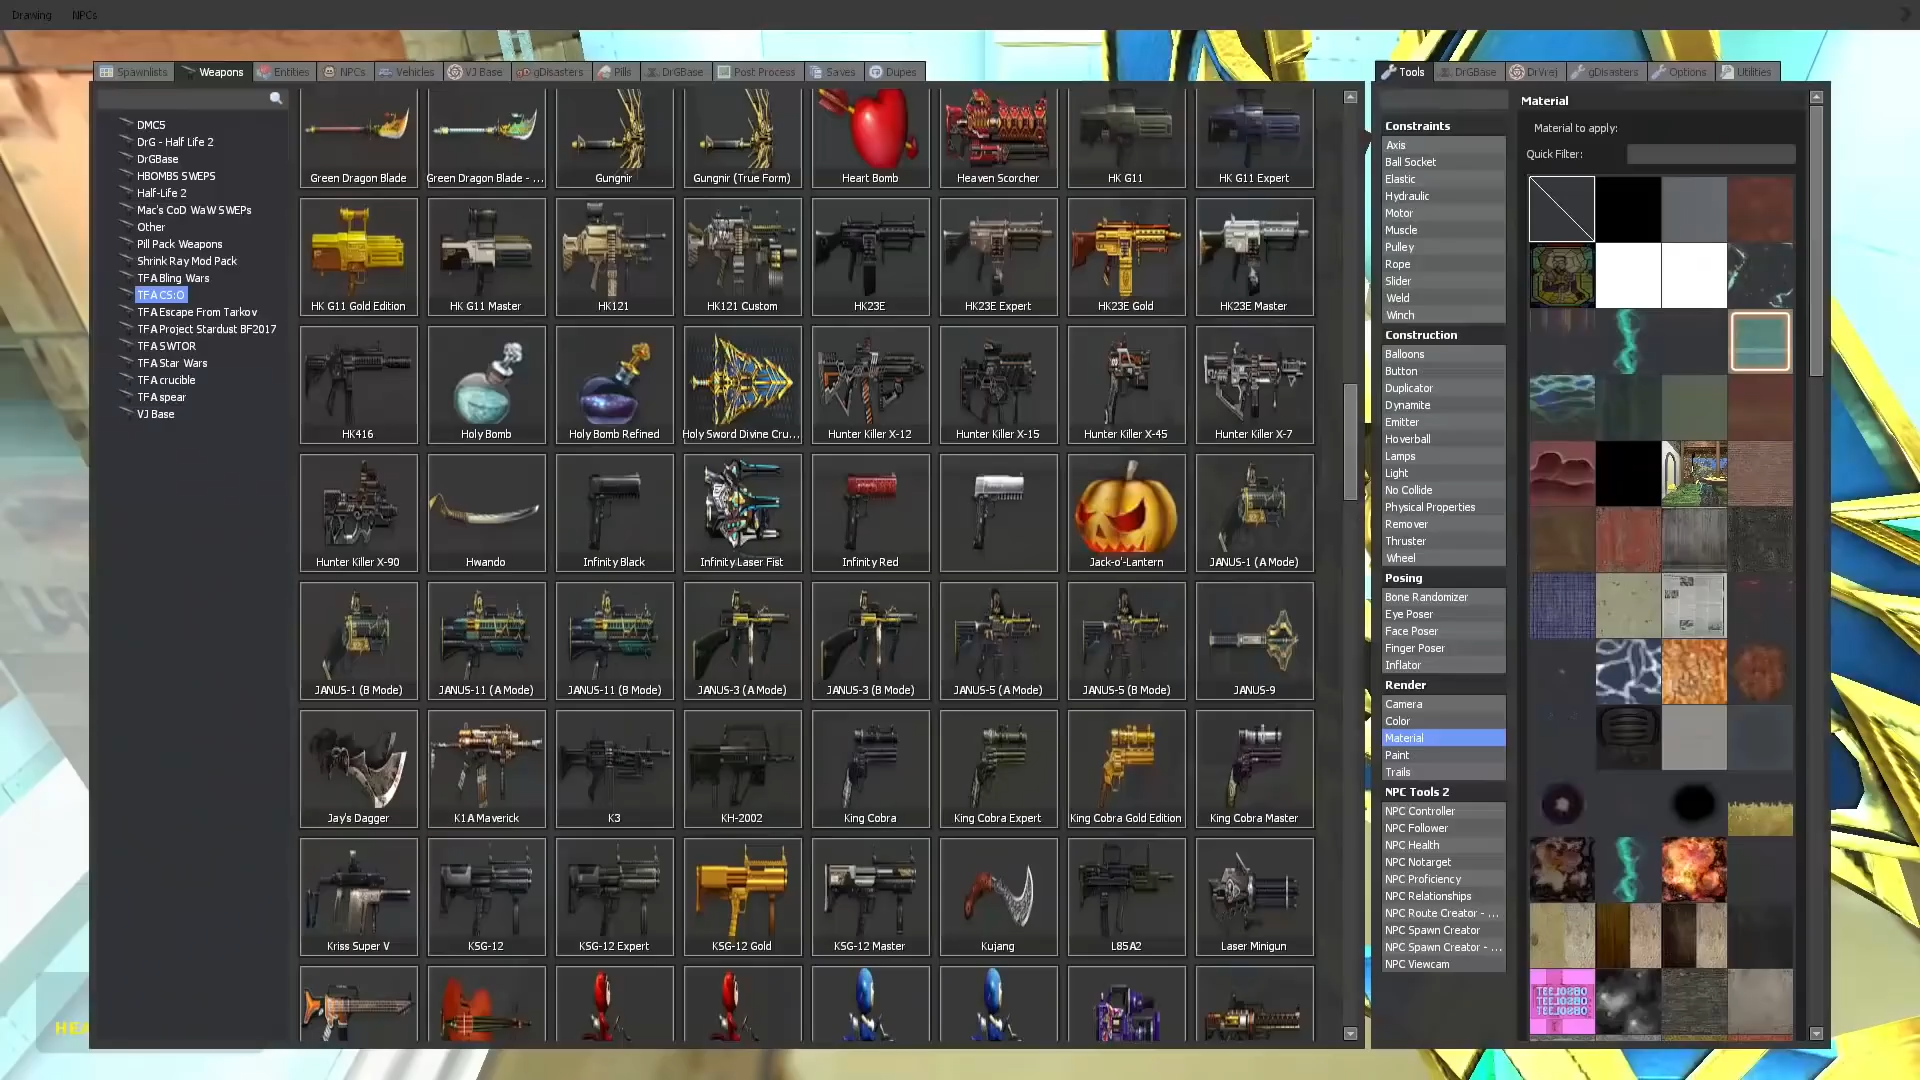 Drawing NPCs
Spawnlists Weapons Entities NPCs Vehicles VJ Base gDisasters Pills DrGBase Post Process Saves Dupes
DMC5
DrG - Half Life 2
DrGBase
HBOMBS SWEPS
Half-Life 2
Mac's CoD WaW SWEPs
Other
Pill Pack Weapons
Shrink Ray Mod Pack
TFA Bling Wars
TFA CS:O
TFA Escape From Tarkov
TFA Project Stardust BF2017
TFA SWTOR
TFA Star Wars
TFA crucible
TFA spear
VJ Base
Green Dragon Blade Green Dragon Blade - ... Gungnir Gungnir (True Form) Heart Bomb Heaven Scorcher HK G11 HK G11 Expert
HK G11 Gold Edition HK G11 Master HK121 HK121 Custom HK23E HK23E Expert HK23E Gold HK23E Master
HK416 Holy Bomb Holy Bomb Refined Holy Sword Divine Cru... Hunter Killer X-12 Hunter Killer X-15 Hunter Killer X-45 Hunter Killer X-7
Hunter Killer X-90 Hwando Infinity Black Infinity Laser Fist Infinity Red Jack-o'-Lantern JANUS-1 (A Mode)
JANUS-1 (B Mode) JANUS-11 (A Mode) JANUS-11 (B Mode) JANUS-3 (A Mode) JANUS-3 (B Mode) JANUS-5 (A Mode) JANUS-5 (B Mode) JANUS-9
Jay's Dagger K1A Maverick K3 KH-2002 King Cobra King Cobra Expert King Cobra Gold Edition King Cobra Master
Kriss Super V KSG-12 KSG-12 Expert KSG-12 Gold KSG-12 Master Kujang L85A2 Laser Minigun
HEA
Tools DrGBase DrVrej gDisasters Options Utilities
Constraints
Axis
Ball Socket
Elastic
Hydraulic
Motor
Muscle
Pulley
Rope
Slider
Weld
Winch
Construction
Balloons
Button
Duplicator
Dynamite
Emitter
Hoverball
Lamps
Light
No Collide
Physical Properties
Remover
Thruster
Wheel
Posing
Bone Randomizer
Eye Poser
Face Poser
Finger Poser
Inflator
Render
Camera
Color
Material
Paint
Trails
NPC Tools 2
NPC Controller
NPC Follower
NPC Health
NPC Notarget
NPC Proficiency
NPC Relationships
NPC Route Creator - ...
NPC Spawn Creator
NPC Spawn Creator - ...
NPC Viewcam
Material
Material to apply:
Quick Filter: